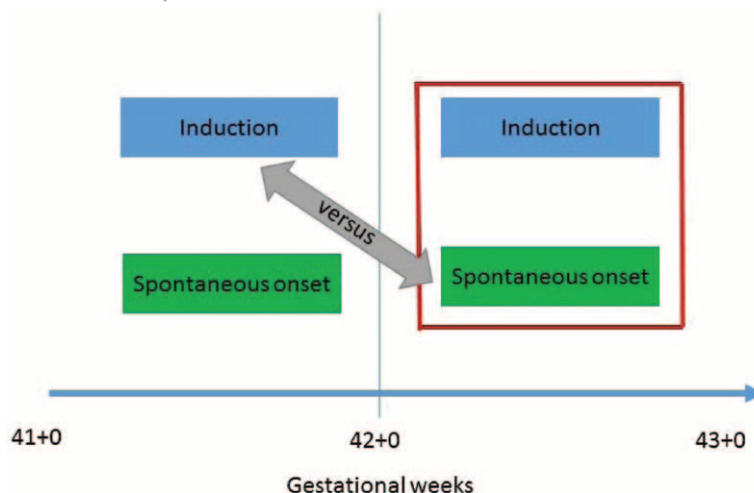 Induction
Induction
versus
Spontaneous onset
Spontaneous onset
41+0
42+0
43+0
Gestational weeks